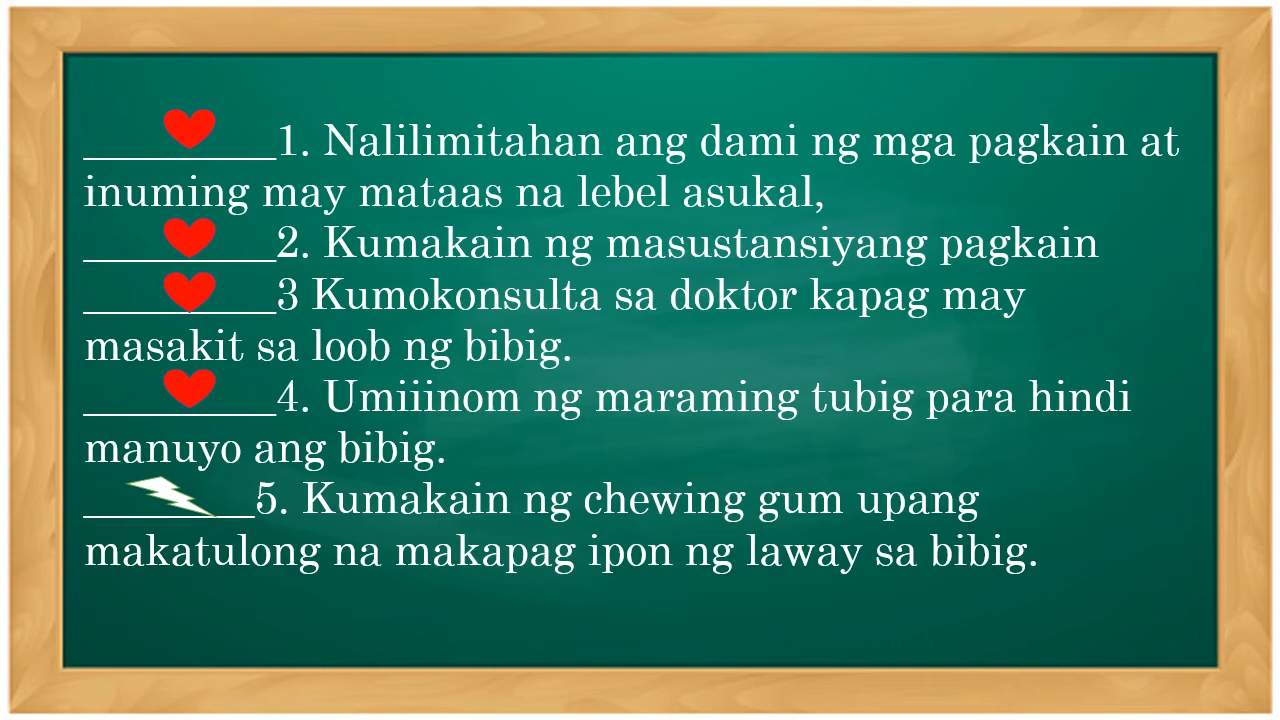 _________1. Nalilimitahan ang dami ng mga pagkain at
inuming may mataas na lebel asukal,
_________2. Kumakain ng masustansiyang pagkain
_________3 Kumokonsulta sa doktor kapag may
masakit sa loob ng bibig.
_________4. Umiiinom ng maraming tubig para hindi
manuyo ang bibig.
________5. Kumakain ng chewing gum upang
makatulong na makapag ipon ng laway sa bibig.